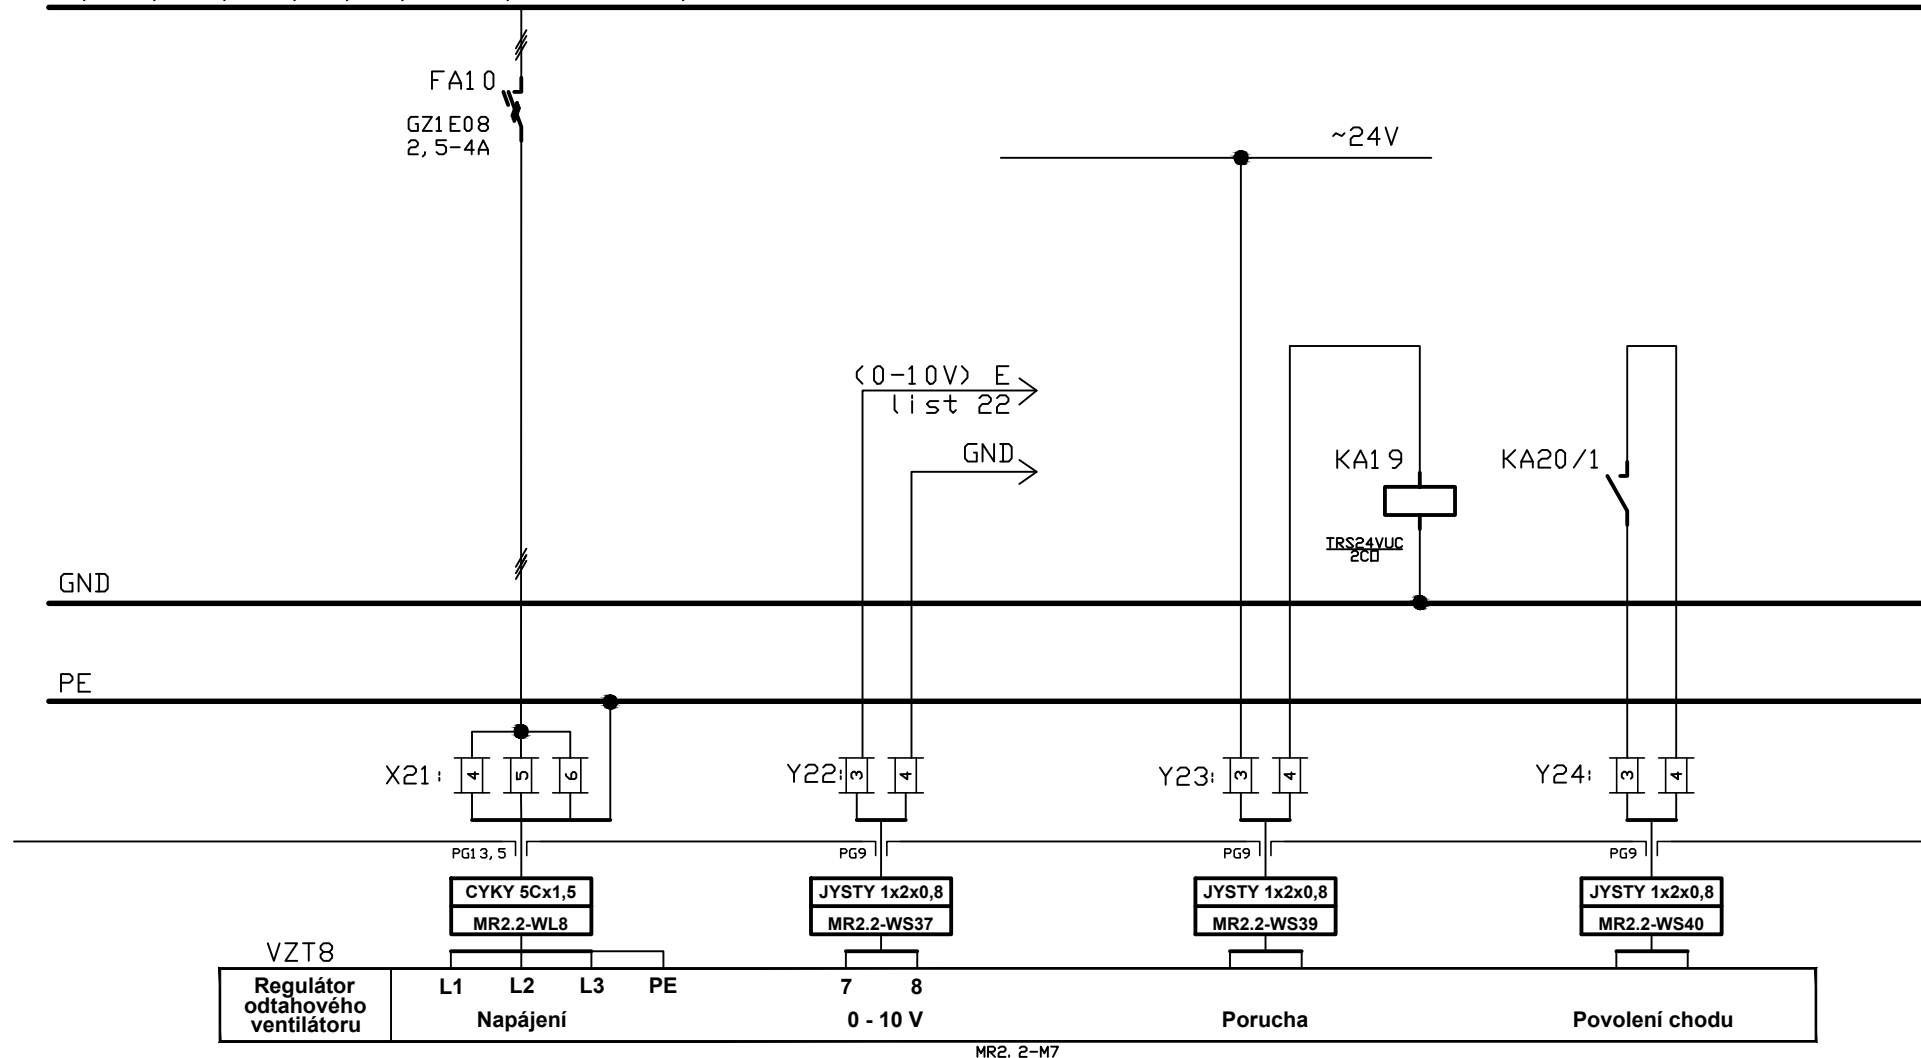 FA10
GZ1E08
2,5-4A
~24V
(0-10V) E
list 22
GND
KA19
TRS24VUC
2CO
KA20/1
GND
PE
X21: 4 5 6
Y22: 3 4
Y23: 3 4
Y24: 3 4
PG13,5
PG9
PG9
PG9
CYKY 5Cx1,5
MR2.2-WL8
JYSTY 1x2x0,8
MR2.2-WS37
JYSTY 1x2x0,8
MR2.2-WS39
JYSTY 1x2x0,8
MR2.2-WS40
VZT8
Regulátor
odtahového
ventilátoru
L1 L2 L3 PE
Napájení
7 8
0 - 10 V
Porucha
Povolení chodu
MR2.2-M7